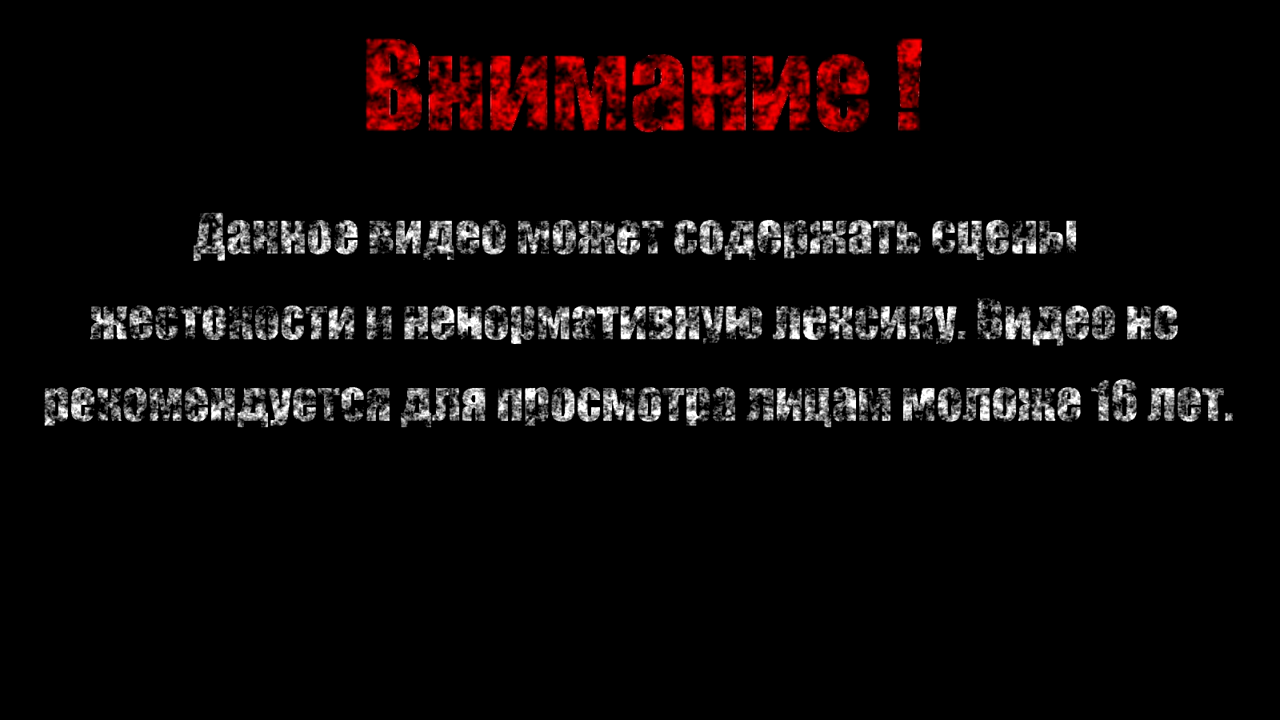 Внимание !
Данное видео может содержать сцены
жестокости и ненормативную лексику. Видео не
рекомендуется для просмотра лицам моложе 16 лет.